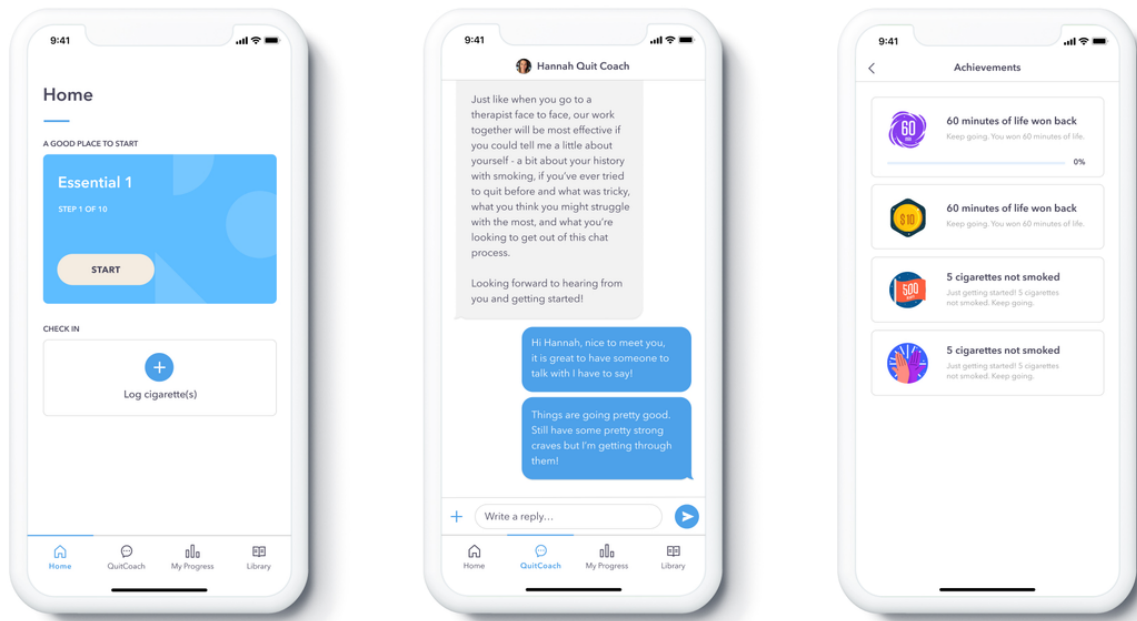 9:41
Home
A GOOD PLACE TO START
Essential 1
STEP 1 OF 10
START
CHECK IN
Log cigarette(s)
Home
QuitCoach
My Progress
Library
9:41
Hannah Quit Coach
Just like when you go to a
therapist face to face, our work
together will be most effective if
you could tell me a little about
yourself - a bit about your history
with smoking, if you've ever tried
to quit before and what was tricky,
what you think you might struggle
with the most, and what you're
looking to get out of this chat
process.
Looking forward to hearing from
you and getting started!
Hi Hannah, nice to meet you,
it is great to have someone to
talk with I have to say!
Things are going pretty good.
Still have some pretty strong
craves but I'm getting through
them!
Write a reply...
Home
QuitCoach
My Progress
Library
9:41
Achievements
60
60 minutes of life won back
Keep going. You won 60 minutes of life.
0%
$10
60 minutes of life won back
Keep going. You won 60 minutes of life.
500
5 cigarettes not smoked
Just getting started! 5 cigarettes
not smoked. Keep going.
5 cigarettes not smoked
Just getting started! 5 cigarettes
not smoked. Keep going.